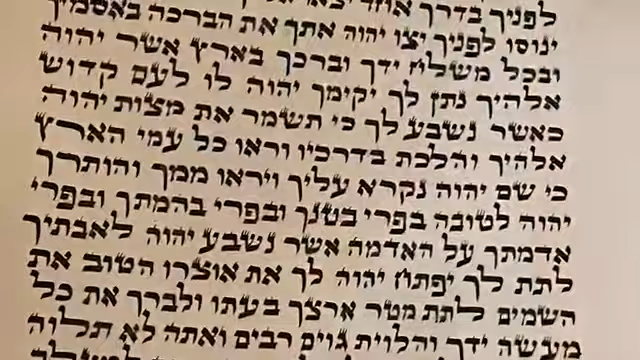 לפניך בדרך אחד יצאו
ינוסו לפניך יצו יהוה אתך את הברכה באסמיך
ובכל משלח ידך וברכך בארץ אשר יהוה
אלהיך נתן לך יקימך יהוה לו לעם קדוש
כאשר נשבע לך כי תשמר את מצות יהוה
אלהיך והלכת בדרכיו וראו כל עמי הארץ
כי שם יהוה נקרא עליך ויראו ממך והותרך
יהוה לטובה בפרי בטנך ובפרי בהמתך ובפרי
אדמתך על האדמה אשר נשבע יהוה לאבתיך
לתת לך יפתח יהוה לך את אוצרו הטוב את
השמים לתת מטר ארצך בעתו ולברך את כל
מעשה ידך והלוית גוים רבים ואתה לא תלוה